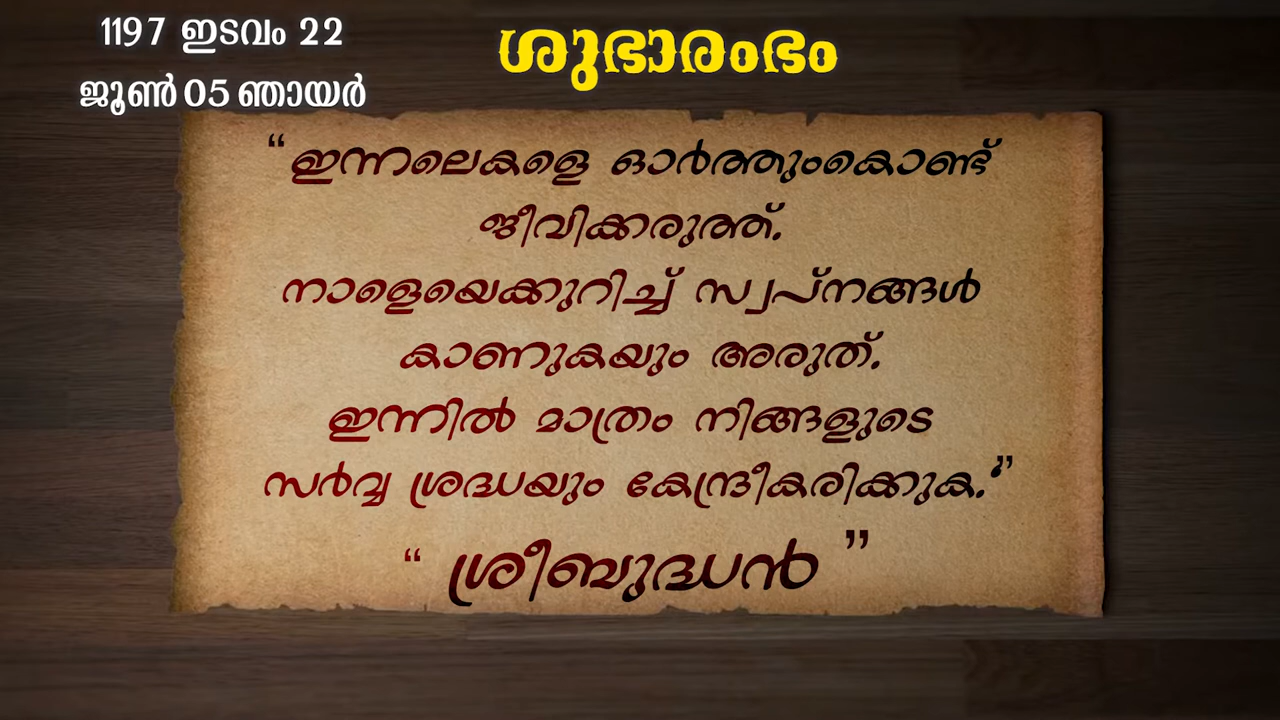 1197 ഇടവം 22
ജൂൺ 05 ഞായർ
ശുഭാരംഭം
“ഇന്നലെകളെ ഓർത്തുംകൊണ്ട്
ജീവിക്കരുത്ത്.
നാളെയെക്കുറിച്ച് സ്വപ്നങ്ങൾ
കാണുകയും അരുത്.
ഇന്നിൽ മാത്രം നിങ്ങളുടെ
സർവ്വ ശ്രദ്ധയും കേന്ദ്രീകരിക്കുക.”
“ ശ്രീബുദ്ധൻ ”